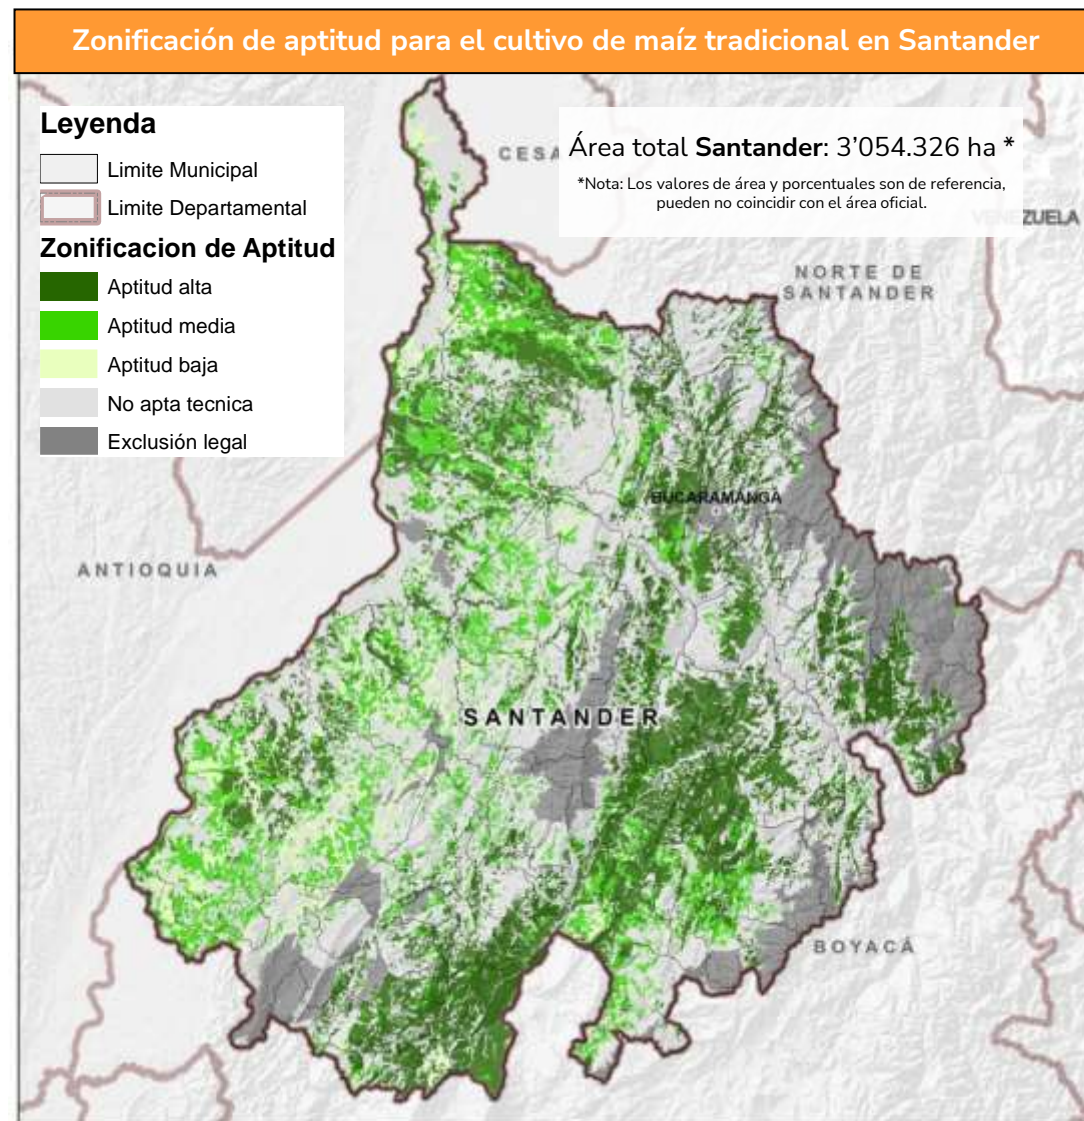 Zonificación de aptitud para el cultivo de maíz tradicional en Santander
Leyenda
Limite Municipal
Limite Departamental
Zonificacion de Aptitud
Aptitud alta
Aptitud media
Aptitud baja
No apta tecnica
Exclusión legal
Área total Santander: 3’054.326 ha *
*Nota: Los valores de área y porcentuales son de referencia,
pueden no coincidir con el área oficial.
CESA
VENEZUELA
NORTE DE
SANTANDER
BUCARAMANGA
ANTIOQUIA
SANTANDER
BOYACÁ